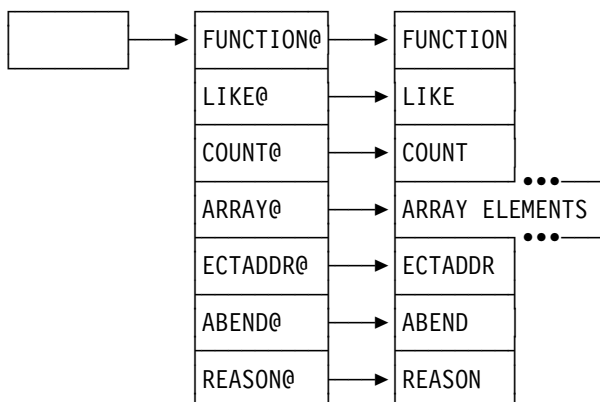 FUNCTION@ FUNCTION
LIKE@ LIKE
COUNT@ COUNT
ARRAY@ ARRAY ELEMENTS
ECTADDR@ ECTADDR
ABEND@ ABEND
REASON@ REASON